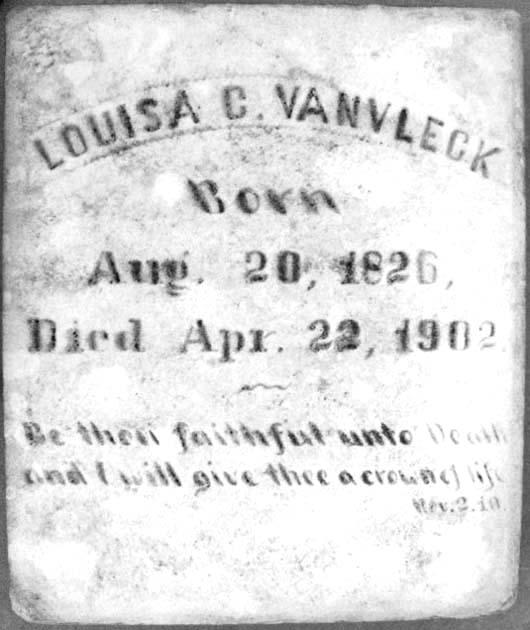 LOUISA C. VANVLECK
Born
Aug. 20, 1826,
Died Apr. 22, 1902.
Be thou faithful unto Death
and I will give thee a crown of life
Rev. 2.10.